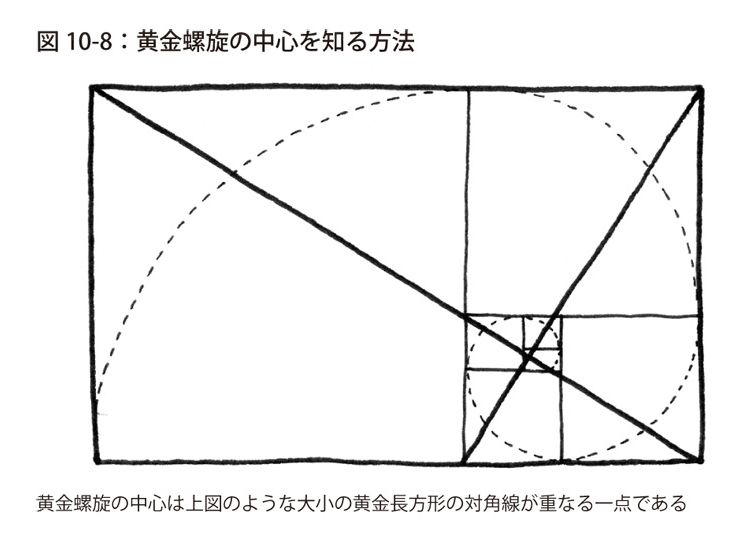 図 10-8：黄金螺旋の中心を知る方法
黄金螺旋の中心は上図のような大小の黄金長方形の対角線が重なる一点である